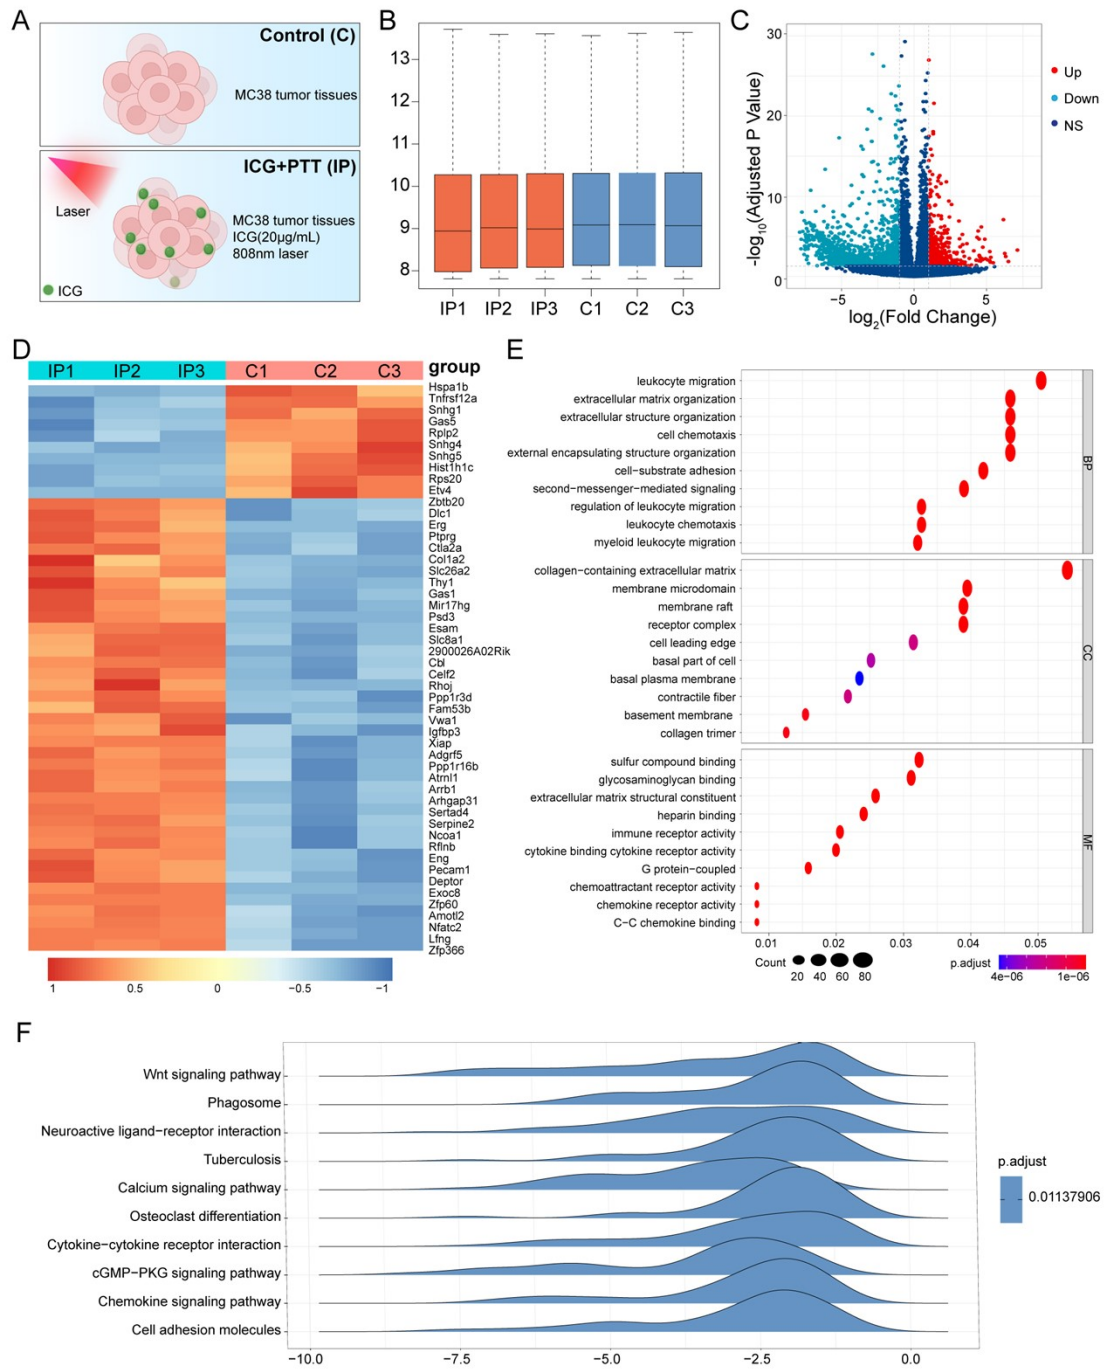 A
Control (C)
MC38 tumor tissues
ICG+PTT (IP)
Laser
MC38 tumor tissues
ICG(20μg/mL)
808nm laser
ICG
B
13
12
11
10
9
8
IP1 IP2 IP3 C1 C2 C3
C
30
20
10
0
-log10(Adjusted P Value)
−5 0 5
log2(Fold Change)
Up
Down
NS
D
IP1 IP2 IP3 C1 C2 C3 group
Hspa1b
Tnfrsf12a
Snhg1
Gas5
Rplp2
Snhg4
Snhg5
Hist1h1c
Rps20
Etv4
Zbtb20
Dlc1
Erg
Ptprg
Ctla2a
Col1a2
Slc26a2
Thy1
Gas1
Mir17hg
Psd3
Esam
Slc8a1
2900026A02Rik
Cbl
Celf2
Rhoj
Ppp1r3d
Fam53b
Vwa1
Igfbp3
Xiap
Adgrf5
Ppp1r16b
Atrnl1
Arrb1
Arhgap31
Sertad4
Serpine2
Ncoa1
Rflnb
Eng
Pecam1
Deptor
Exoc8
Zfp60
Amotl2
Nfatc2
Lfng
Zfp366
1 0.5 0 −0.5 −1
E
leukocyte migration
extracellular matrix organization
extracellular structure organization
cell chemotaxis
external encapsulating structure organization
cell−substrate adhesion
second−messenger−mediated signaling
regulation of leukocyte migration
leukocyte chemotaxis
myeloid leukocyte migration
BP
collagen−containing extracellular matrix
membrane microdomain
membrane raft
receptor complex
cell leading edge
basal part of cell
basal plasma membrane
contractile fiber
basement membrane
collagen trimer
CC
sulfur compound binding
glycosaminoglycan binding
extracellular matrix structural constituent
heparin binding
immune receptor activity
cytokine binding cytokine receptor activity
G protein−coupled
chemoattractant receptor activity
chemokine receptor activity
C−C chemokine binding
MF
0.01 0.02 0.03 0.04 0.05
Count
20 40 60 80
p.adjust
4e−06 1e−06
F
Wnt signaling pathway
Phagosome
Neuroactive ligand−receptor interaction
Tuberculosis
Calcium signaling pathway
Osteoclast differentiation
Cytokine−cytokine receptor interaction
cGMP−PKG signaling pathway
Chemokine signaling pathway
Cell adhesion molecules
−10.0 −7.5 −5.0 −2.5 0.0
p.adjust
0.01137906